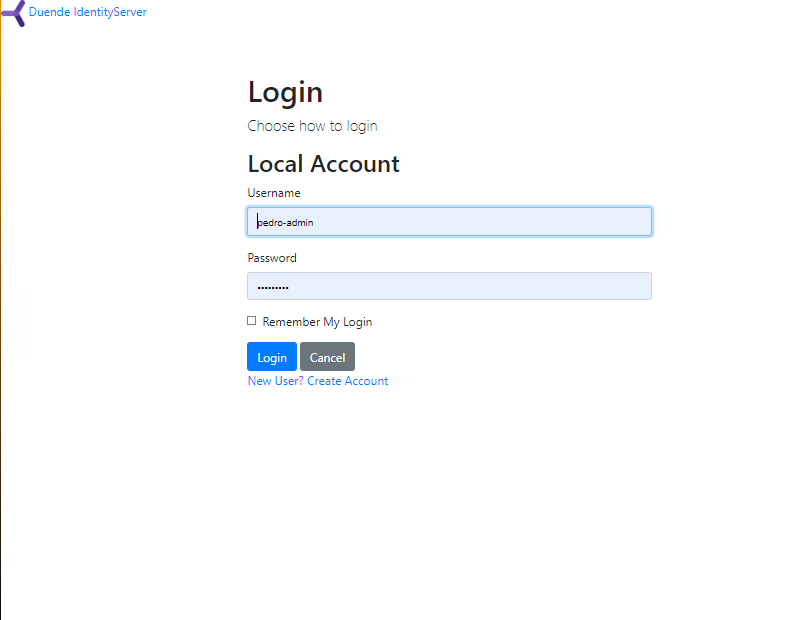 Duende IdentityServer
Login
Choose how to login
Local Account
Username
pedro-admin
Password
•••••••••
Remember My Login
Login Cancel
New User? Create Account